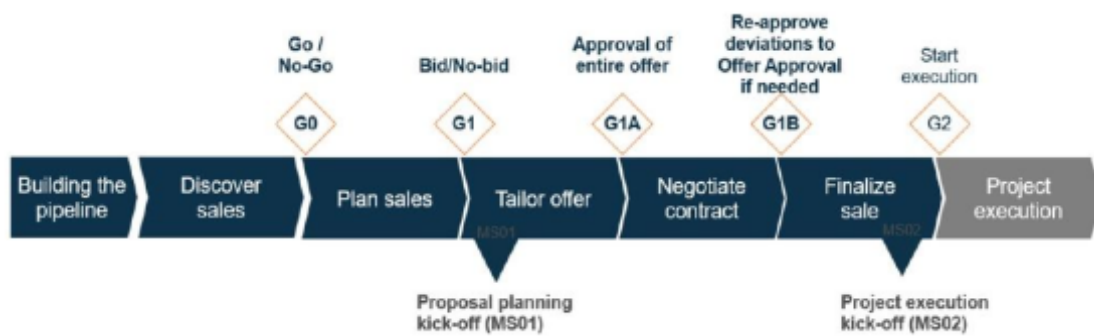 Go /
No-Go
Bid/No-bid
Approval of
entire offer
Re-approve
deviations to
Offer Approval
if needed
Start
execution
G0
G1
G1A
G1B
G2
Building the
pipeline
Discover
sales
Plan sales
Tailor offer
Negotiate
contract
Finalize
sale
Project
execution
MS01
MS02
Proposal planning
kick-off (MS01)
Project execution
kick-off (MS02)